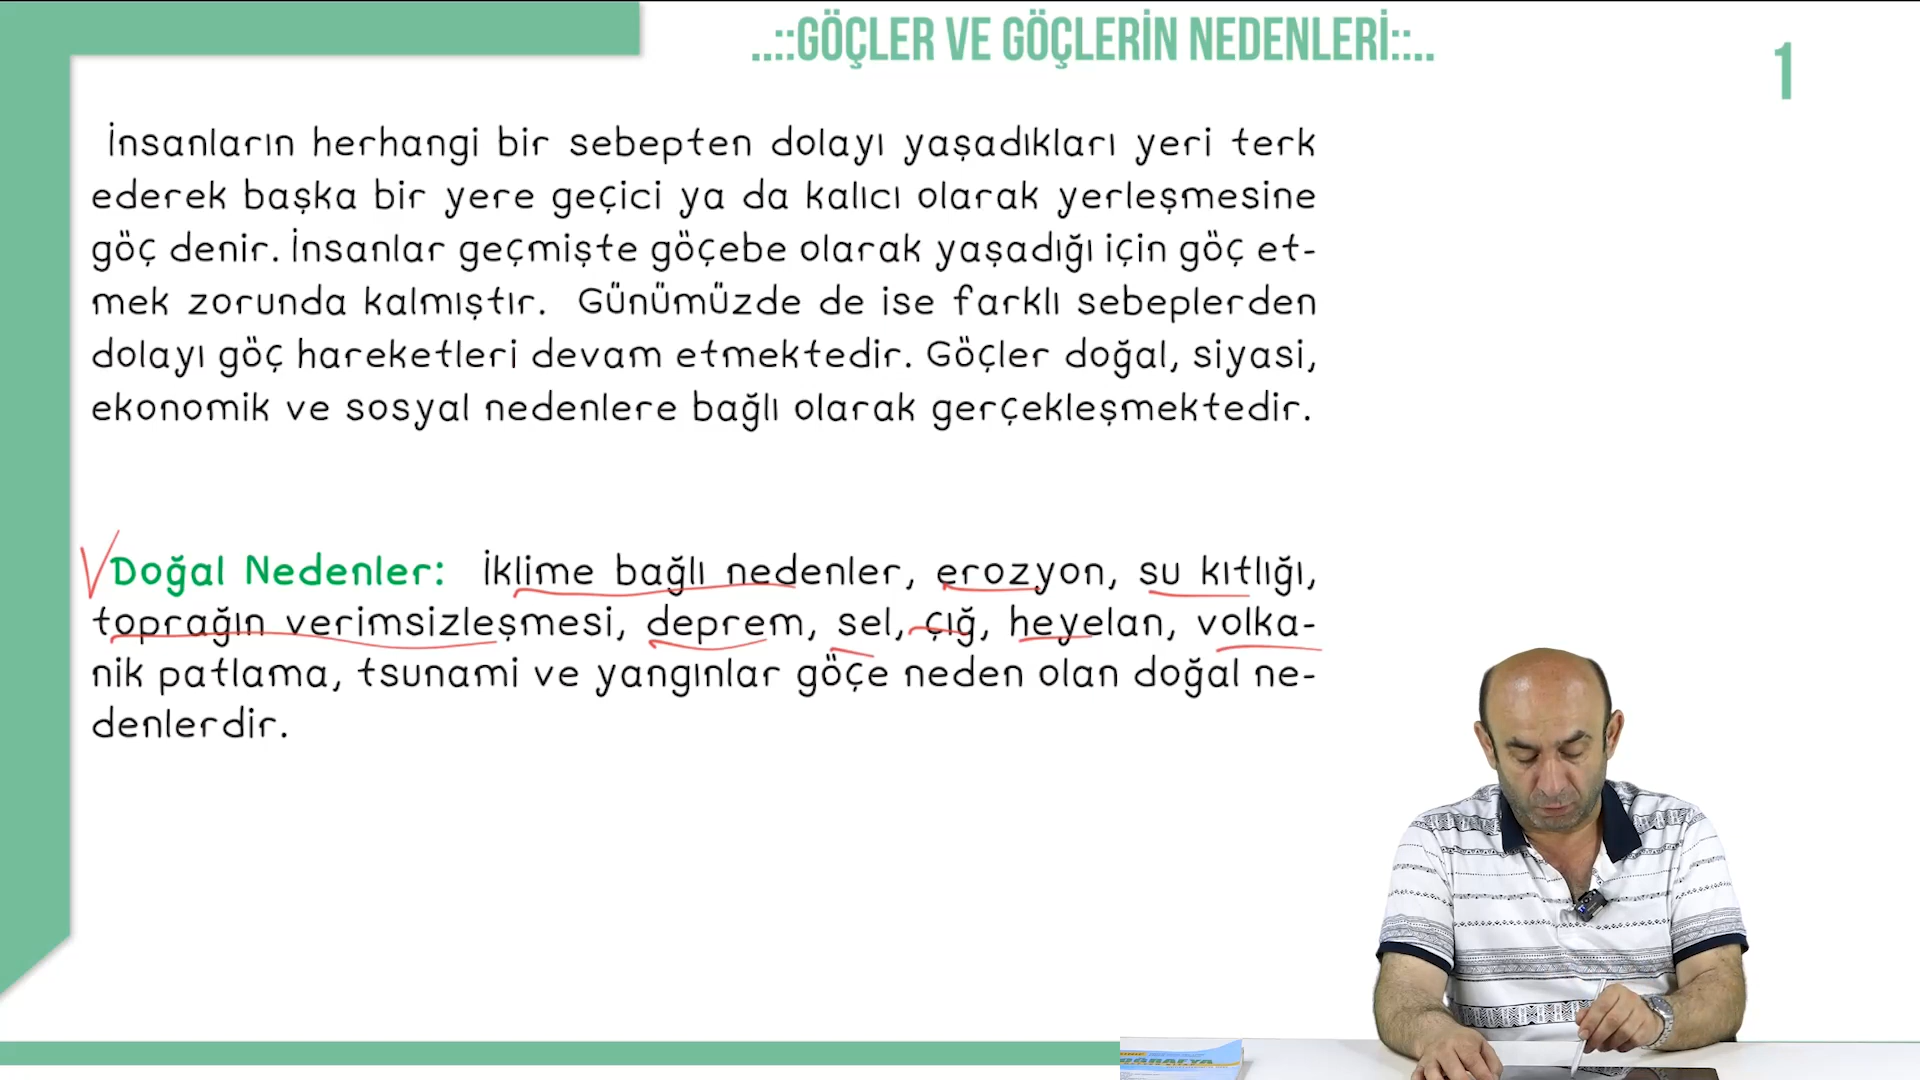 ..::GÖÇLER VE GÖÇLERİN NEDENLERİ::..
1
İnsanların herhangi bir sebepten dolayı yaşadıkları yeri terk
ederek başka bir yere geçici ya da kalıcı olarak yerleşmesine
göç denir. İnsanlar geçmişte göçebe olarak yaşadığı için göç et-
mek zorunda kalmıştır. Günümüzde de ise farklı sebeplerden
dolayı göç hareketleri devam etmektedir. Göçler doğal, siyasi,
ekonomik ve sosyal nedenlere bağlı olarak gerçekleşmektedir.
Doğal Nedenler: İklime bağlı nedenler, erozyon, su kıtlığı,
toprağın verimsizleşmesi, deprem, sel, çığ, heyelan, volka-
nik patlama, tsunami ve yangınlar göçe neden olan doğal ne-
denlerdir.